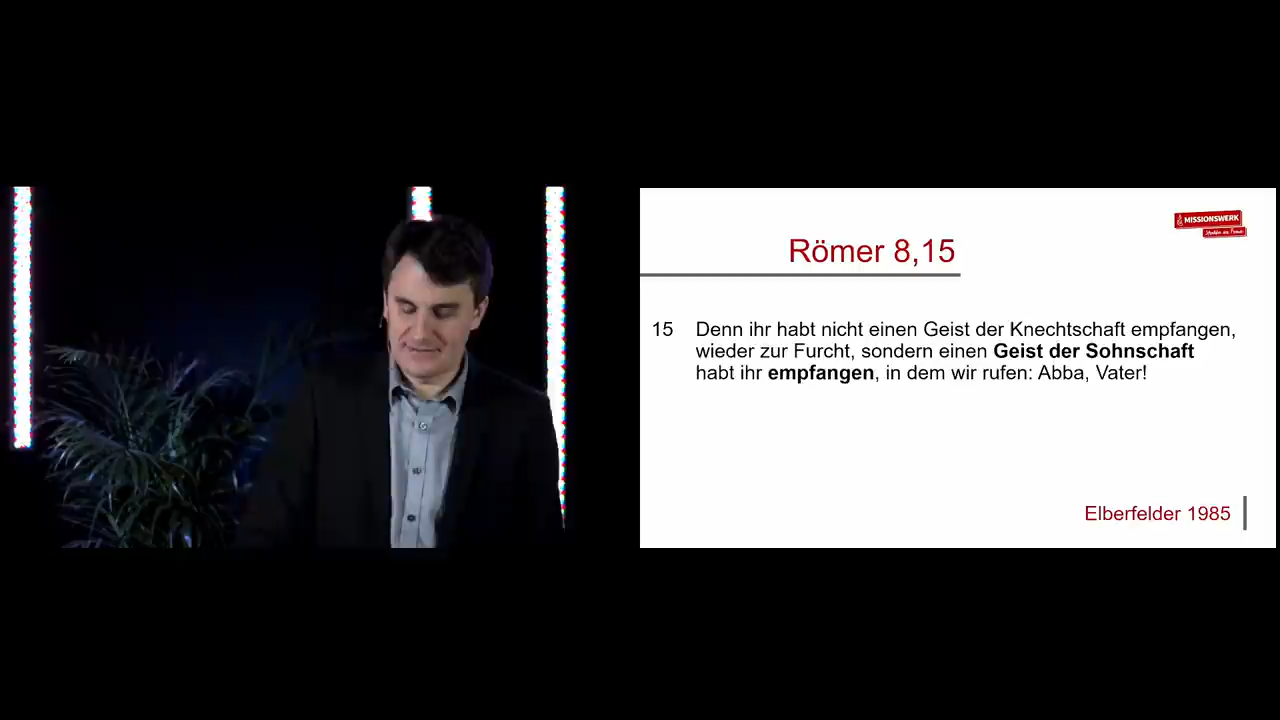 MISSIONSWERK
Römer 8,15
15 Denn ihr habt nicht einen Geist der Knechtschaft empfangen,
wieder zur Furcht, sondern einen Geist der Sohnschaft
habt ihr empfangen, in dem wir rufen: Abba, Vater!
Elberfelder 1985